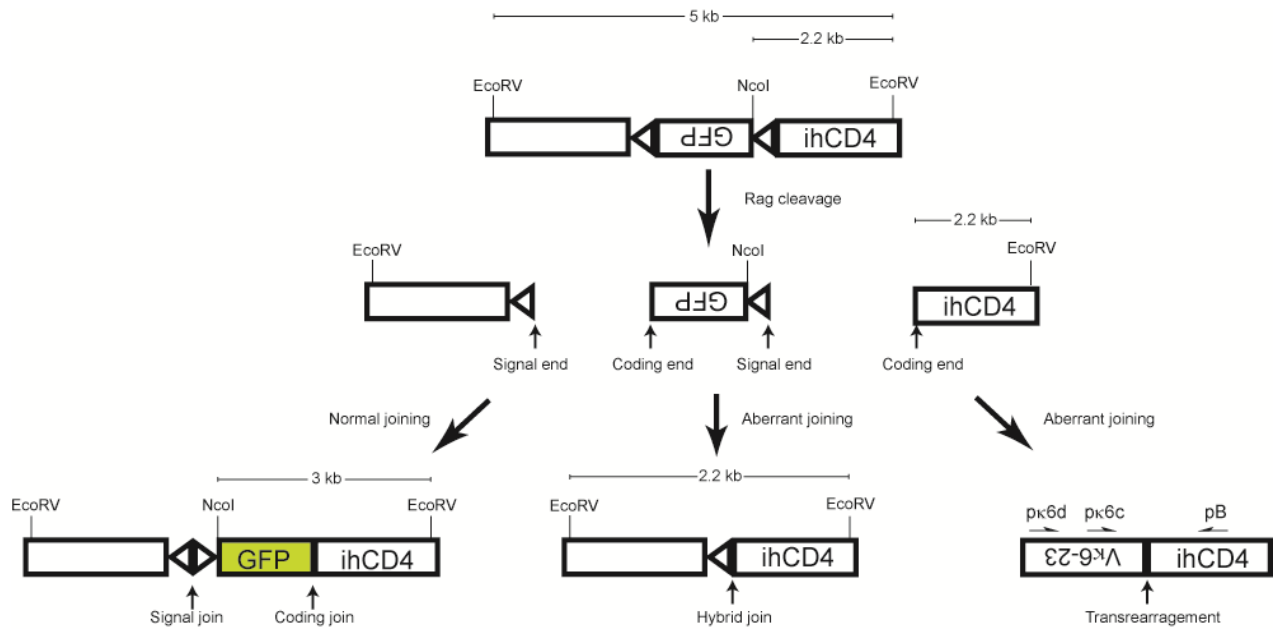 5 kb
2.2 kb
EcoRV
NcoI
EcoRV
GFP
ihCD4
Rag cleavage
2.2 kb
EcoRV
NcoI
EcoRV
GFP
ihCD4
Signal end
Coding end
Signal end
Coding end
Normal joining
Aberrant joining
Aberrant joining
3 kb
2.2 kb
EcoRV
NcoI
EcoRV
EcoRV
EcoRV
pκ6d
pκ6c
pB
GFP
ihCD4
ihCD4
Vκ6-23
ihCD4
Signal join
Coding join
Hybrid join
Transrearragement